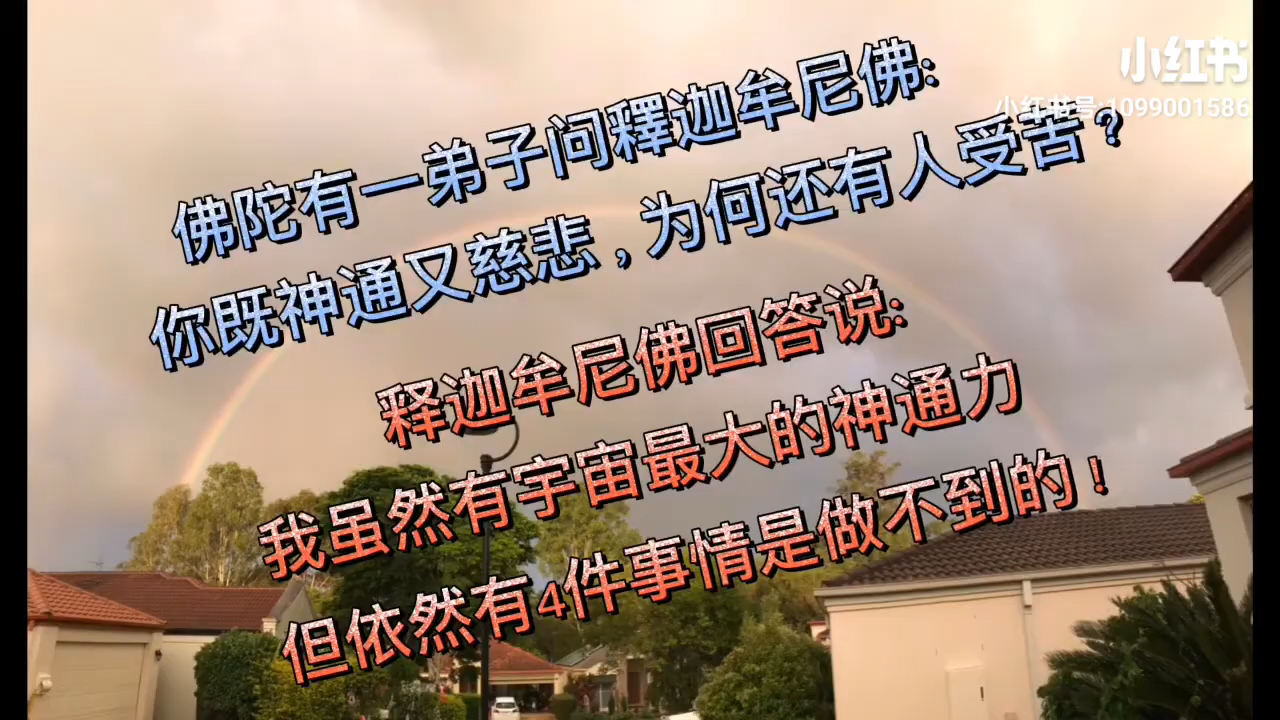 小红书
小红书号:1099001586
佛陀有一弟子问釋迦牟尼佛:
你既神通又慈悲，为何还有人受苦？
释迦牟尼佛回答说:
我虽然有宇宙最大的神通力
但依然有4件事情是做不到的！